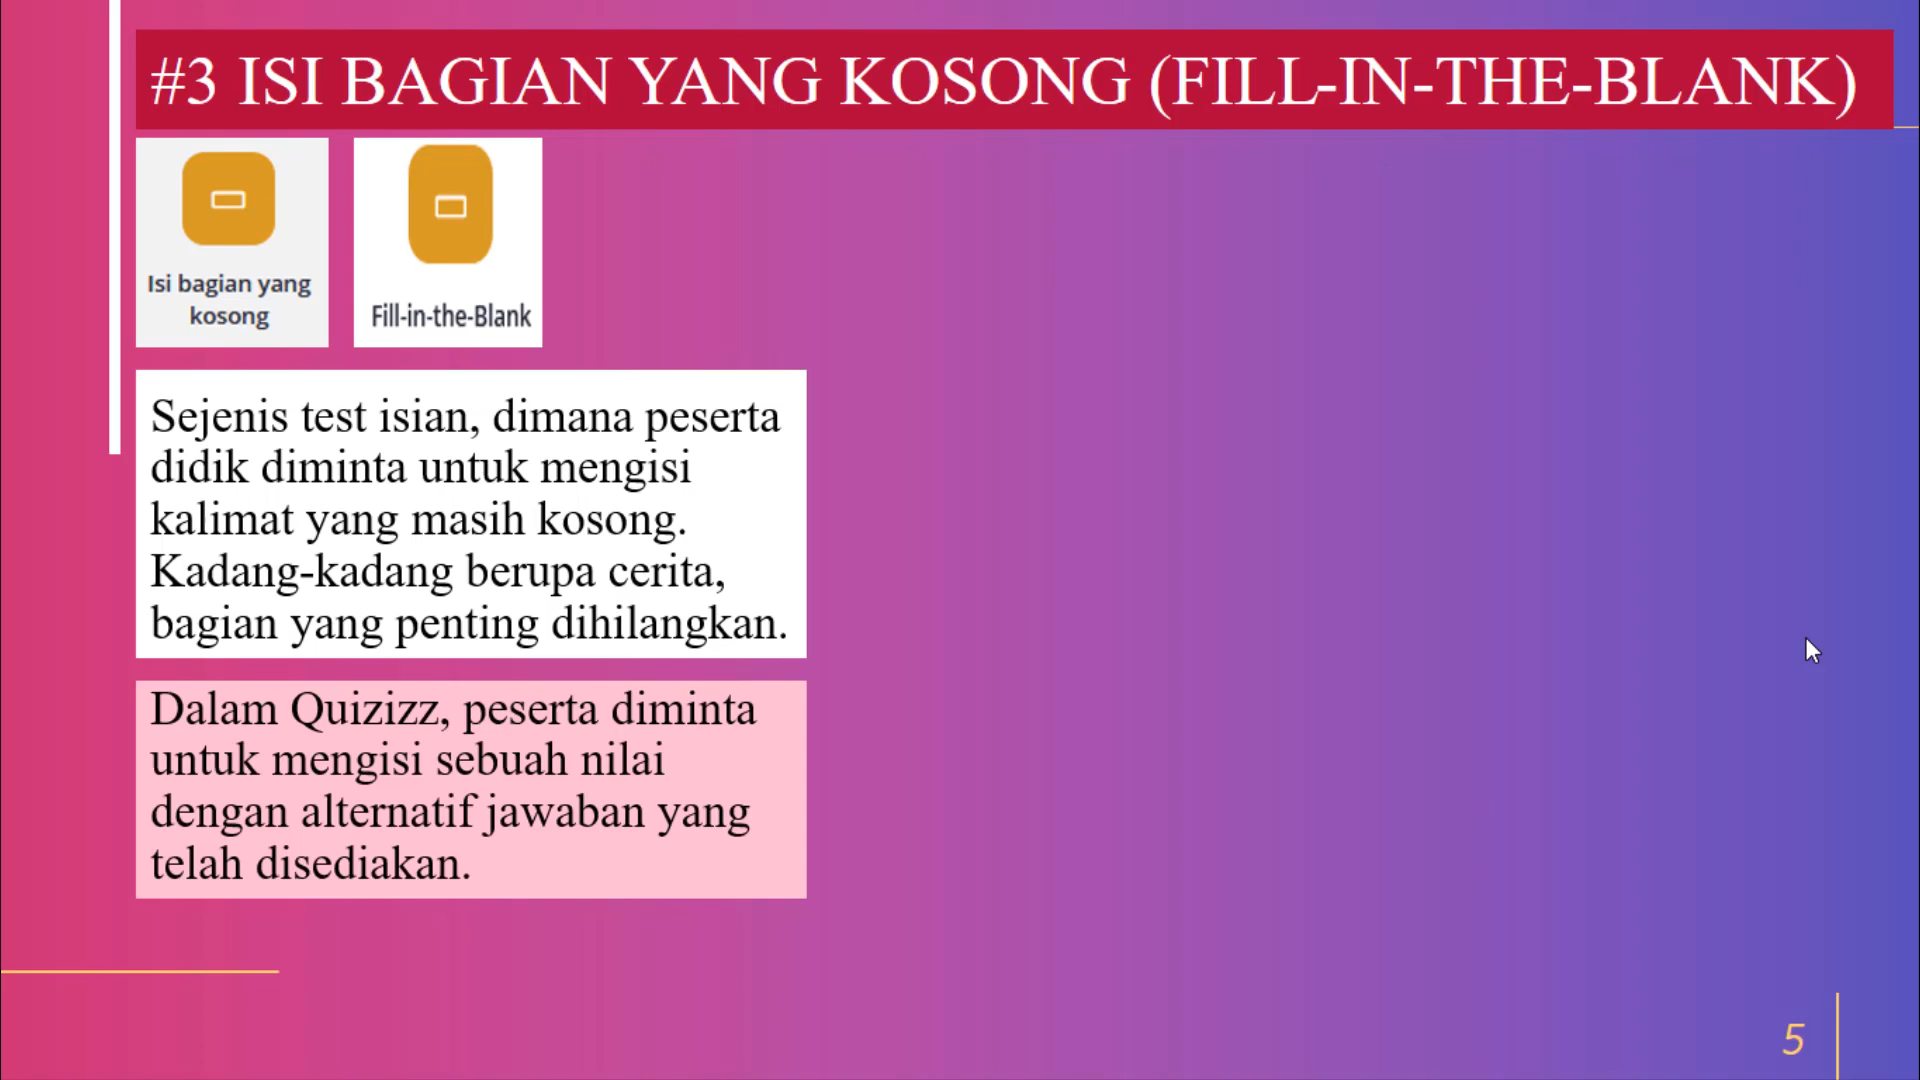 #3 ISI BAGIAN YANG KOSONG (FILL-IN-THE-BLANK)
Isi bagian yang
kosong
Fill-in-the-Blank
Sejenis test isian, dimana peserta
didik diminta untuk mengisi
kalimat yang masih kosong.
Kadang-kadang berupa cerita,
bagian yang penting dihilangkan.
Dalam Quizizz, peserta diminta
untuk mengisi sebuah nilai
dengan alternatif jawaban yang
telah disediakan.
5